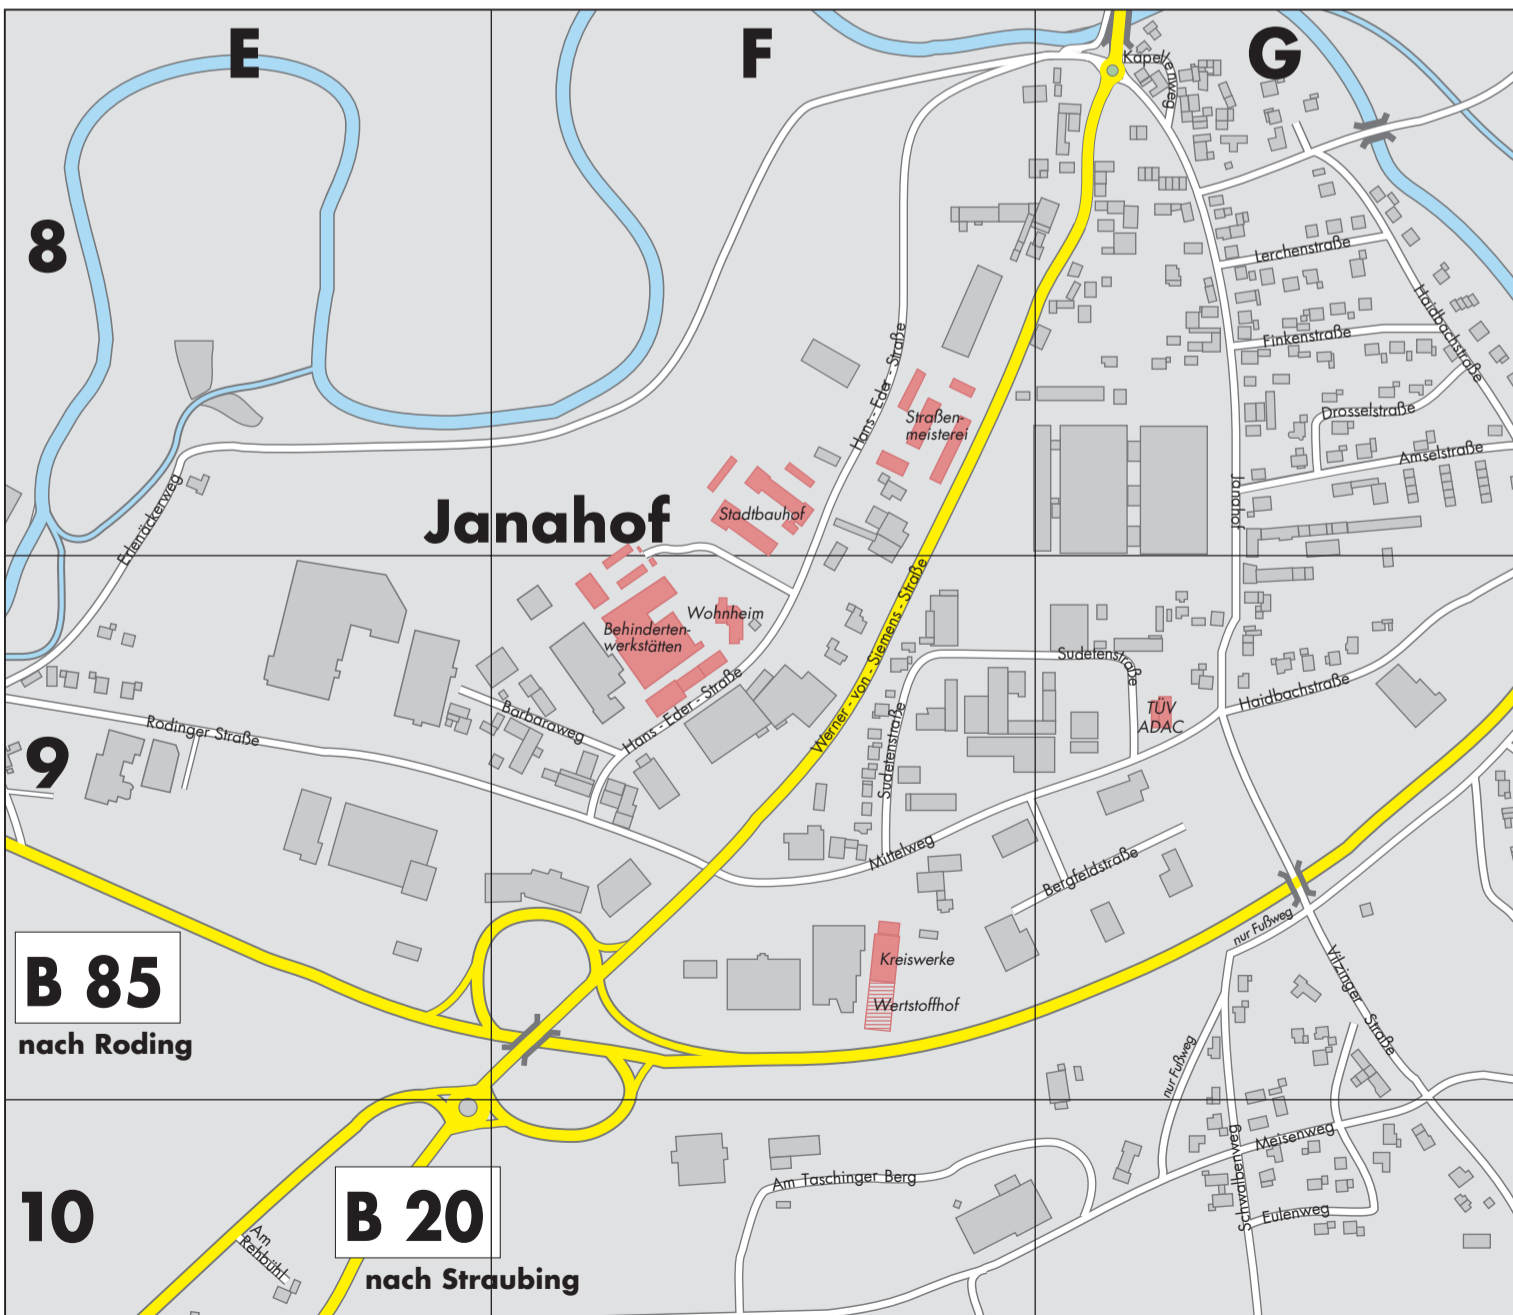 E
F
G
Kapellenweg
8
Lerchenstraße
Haidbachstraße
Finkenstraße
Hans - Eder - Straße
Straßen-
meisterei
Drosselstraße
Amselstraße
Janahof
Erlenäckerweg
Janahof
Stadtbauhof
Wohnheim
Behinderten-
werkstätten
Werner - von - Siemens - Straße
Sudetenstraße
Haidbachstraße
TÜV
ADAC
Barbaraweg
Hans - Eder - Straße
Rodinger Straße
Sudetenstraße
9
Mittelweg
Bergfeldstraße
nur Fußweg
B 85
nach Roding
Kreiswerke
Wertstoffhof
Vilzinger Straße
nur Fußweg
10
Am
Rehbühl
B 20
nach Straubing
Am Taschinger Berg
Schwalbenweg
Meisenweg
Eulenweg